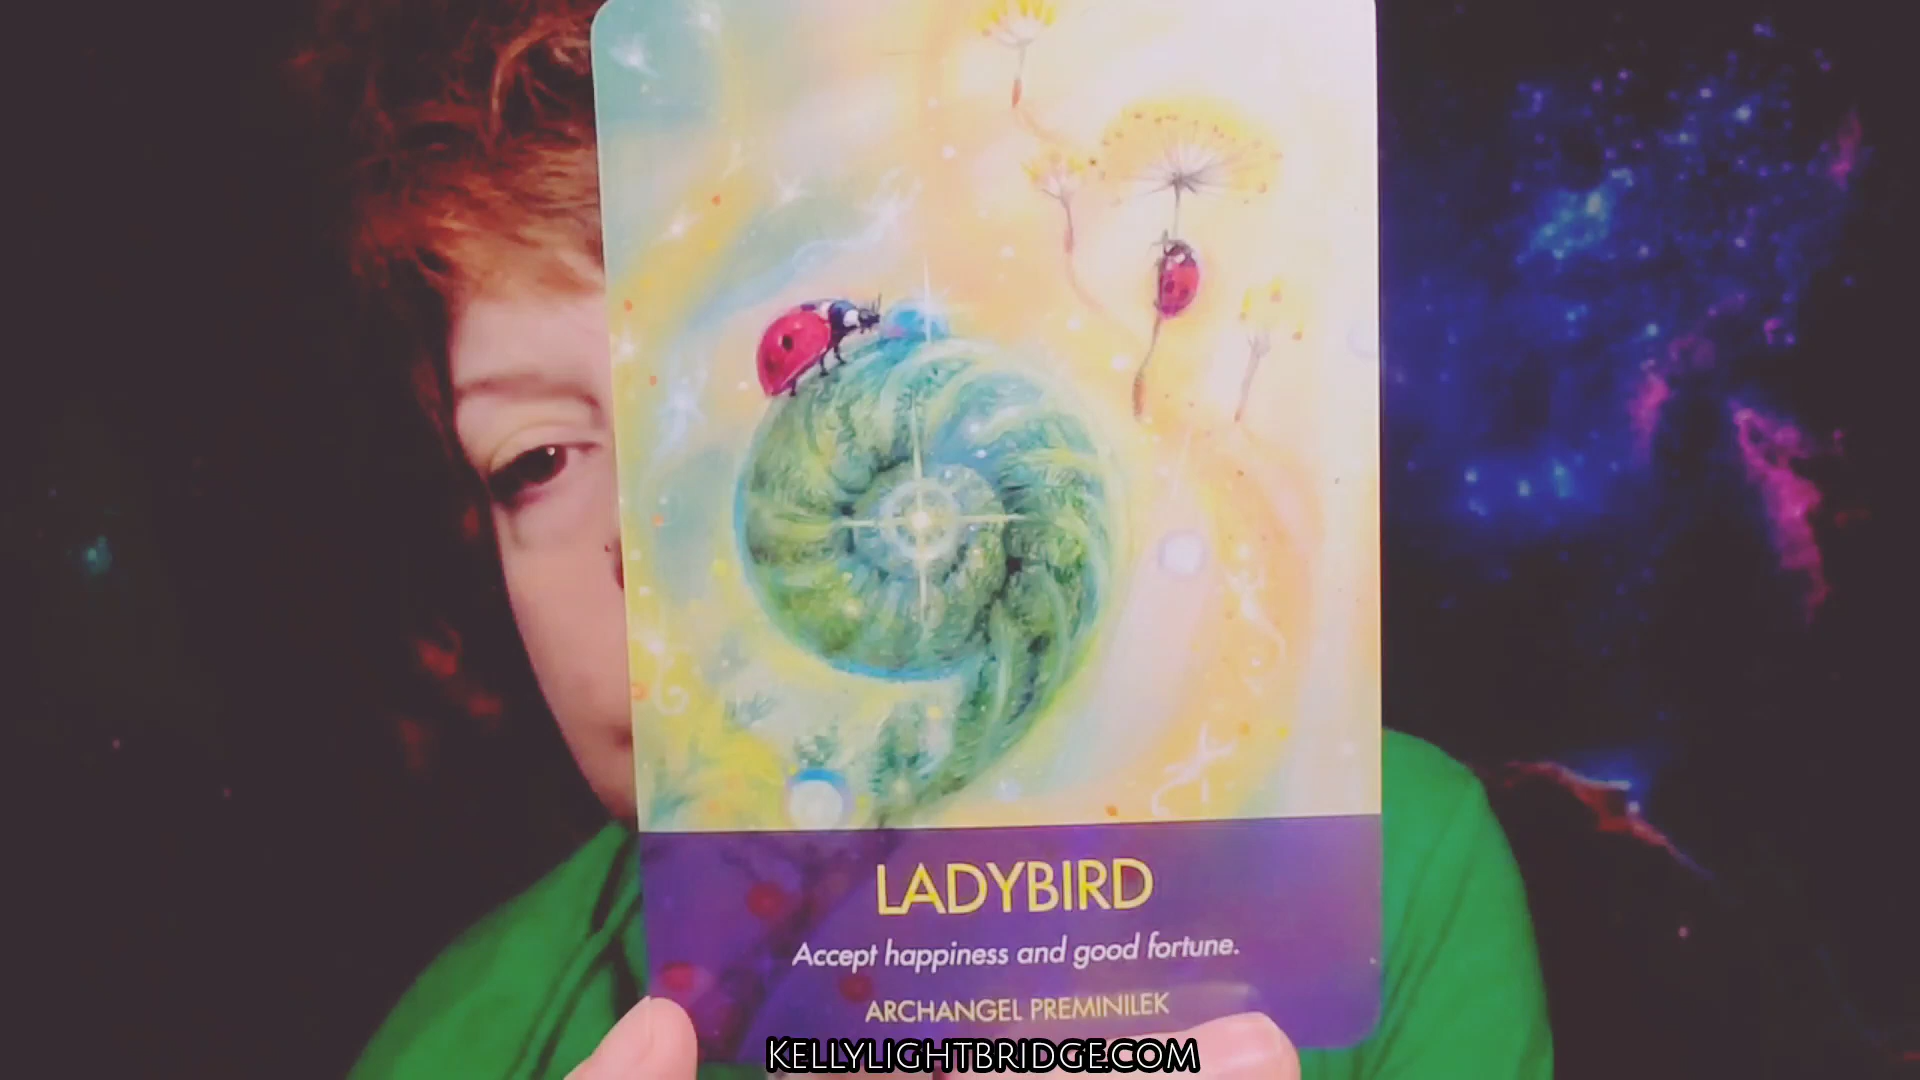 LADYBIRD
Accept happiness and good fortune.
ARCHANGEL PREMINILEK
KELLYLIGHTBRIDGE.COM